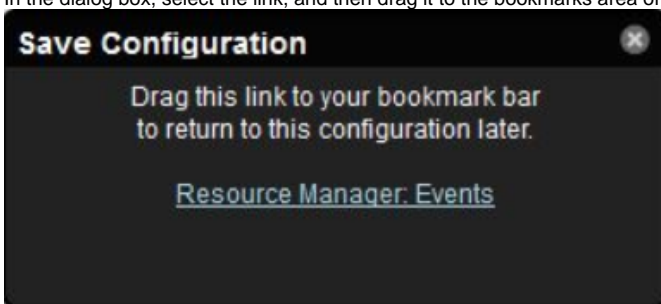 In the dialog box, select the link, and then drag it to the bookmarks area of
Save Configuration
Drag this link to your bookmark bar
to return to this configuration later.
Resource Manager: Events